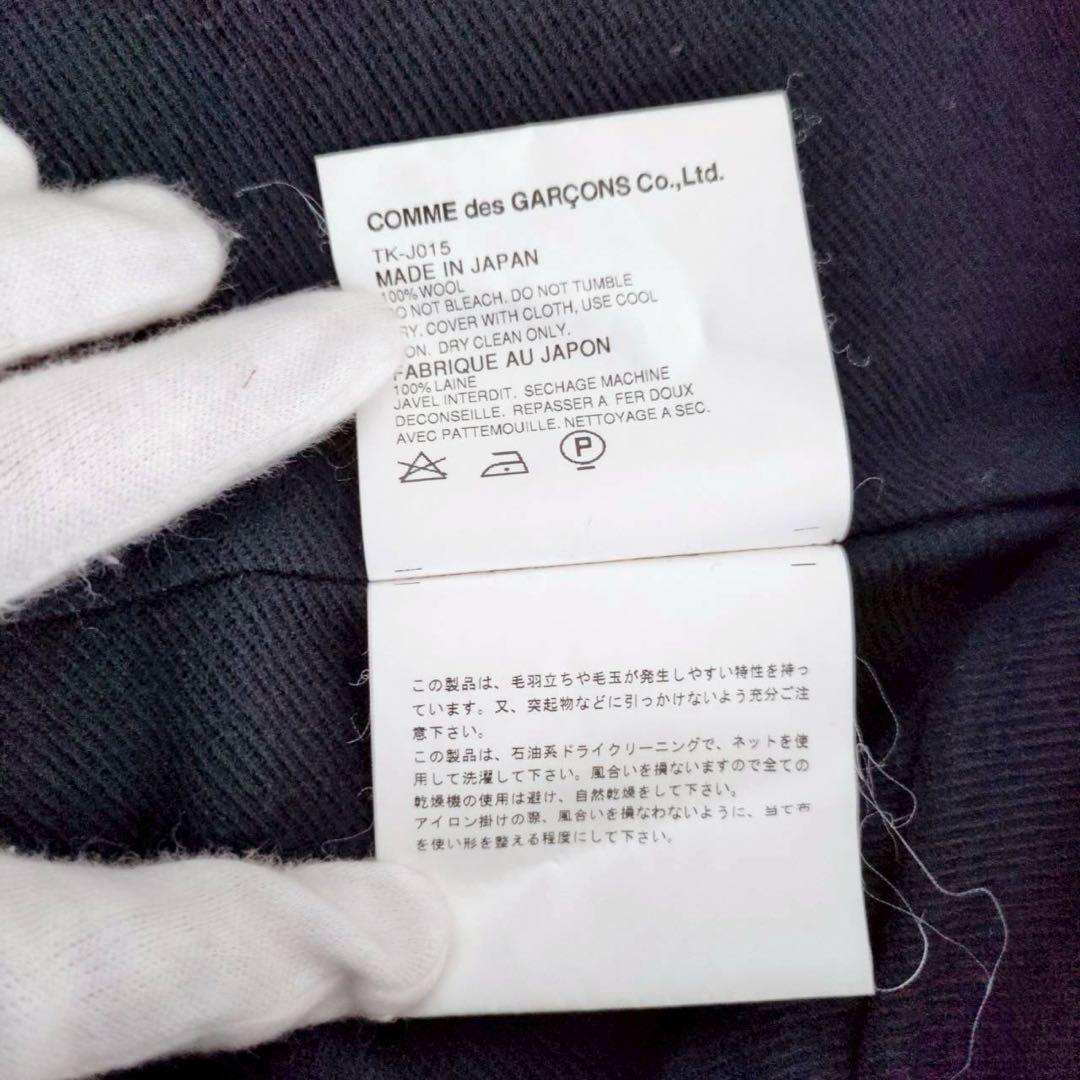 COMME des GARÇONS Co.,Ltd.
TK-J015
MADE IN JAPAN
100% WOOL
DO NOT BLEACH. DO NOT TUMBLE
RY. COVER WITH CLOTH, USE COOL
ON. DRY CLEAN ONLY.
FABRIQUE AU JAPON
100% LAINE
JAVEL INTERDIT. SECHAGE MACHINE
DECONSEILLE. REPASSER A FER DOUX
AVEC PATTEMOUILLE. NETTOYAGE A SEC.
P
この製品は、毛羽立ちや毛玉が発生しやすい特性を持っ
ています。又、突起物などに引っかけないよう充分ご注
意下さい。
この製品は、石油系ドライクリーニングで、ネットを使
用して洗濯して下さい。風合いを損ないますので全ての
乾燥機の使用は避け、自然乾燥をして下さい。
アイロン掛けの際、風合いを損なわないように、当て布
を使い形を整える程度にして下さい。